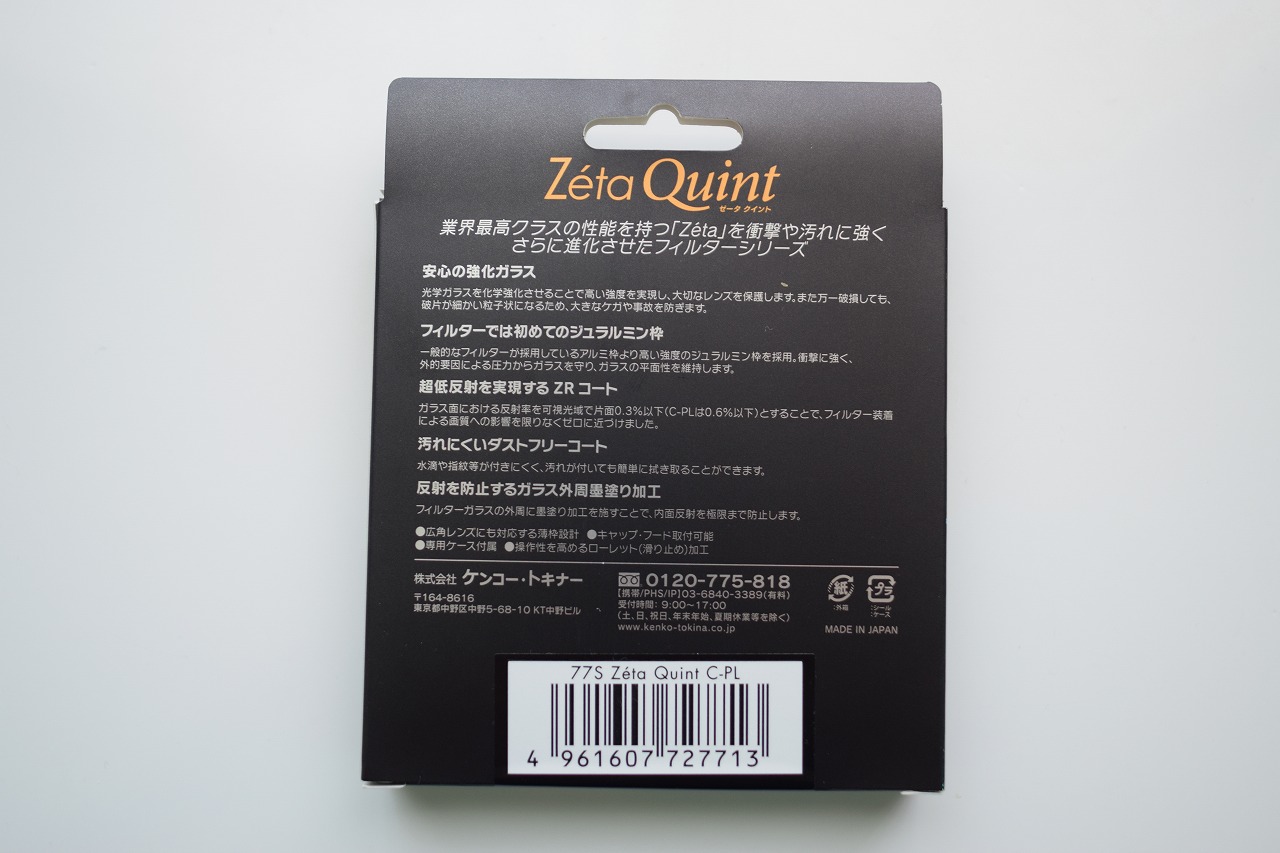 Zéta Quint
ゼータ クイント
業界最高クラスの性能を持つ「Zéta」を衝撃や汚れに強く
さらに進化させたフィルターシリーズ
安心の強化ガラス
光学ガラスを化学強化させることで高い強度を実現し、大切なレンズを保護します。また万一破損しても、
破片が細かい粒子状になるため、大きなケガや事故を防ぎます。
フィルターでは初めてのジュラルミン枠
一般的なフィルターが採用しているアルミ枠より高い強度のジュラルミン枠を採用。衝撃に強く、
外的要因による圧力からガラスを守り、ガラスの平面性を維持します。
超低反射を実現する ZR コート
ガラス面における反射率を可視光域で片面0.3%以下(C-PLは0.6%以下)とすることで、フィルター装着
による画質への影響を限りなくゼロに近づけました。
汚れにくいダストフリーコート
水滴や指紋等が付きにくく、汚れが付いても簡単に拭き取ることができます。
反射を防止するガラス外周墨塗り加工
フィルターガラスの外周に墨塗り加工を施すことで、内面反射を極限まで防止します。
●広角レンズにも対応する薄枠設計 ●キャップ・フード取付可能
●専用ケース付属 ●操作性を高めるローレット(滑り止め)加工
株式会社 ケンコー・トキナー
〒164-8616
東京都中野区中野5-68-10 KT中野ビル
0120-775-818
【携帯/PHS/IP】03-6840-3389(有料)
受付時間: 9:00〜17:00
(土、日、祝日、年末年始、夏期休業等を除く)
www.kenko-tokina.co.jp
紙
:外箱
プラ
:シール
ケース
MADE IN JAPAN
77S Zéta Quint C-PL
4 961607 727713